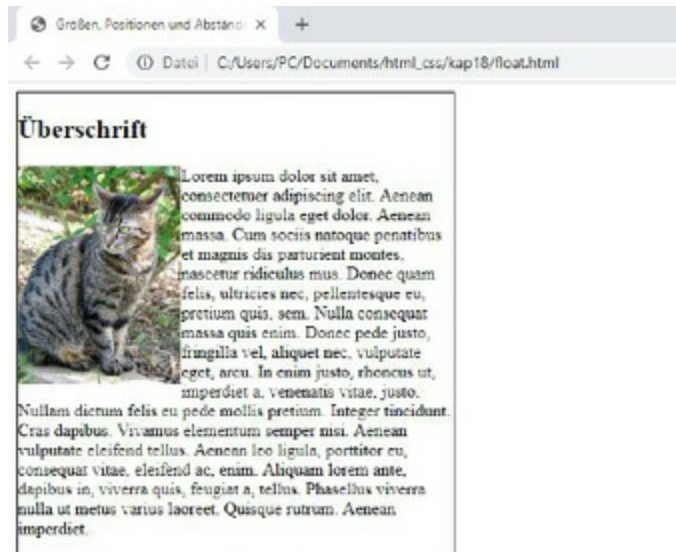 Größen, Positionen und Abständ
Datei C:/Users/PC/Documents/html_css/kap18/float.html
Überschrift
Lorem ipsum dolor sit amet,
consectetuer adipiscing elit. Aenean
commodo ligula eget dolor. Aenean
massa. Cum sociis natoque penatibus
et magnis dis parturient montes,
nascetur ridiculus mus. Donec quam
felis, ultricies nec, pellentesque eu,
pretium quis, sem. Nulla consequat
massa quis enim. Donec pede justo,
fringilla vel, aliquet nec, vulputate
eget, arcu. In enim justo, rhoncus ut,
imperdiet a, venenatis vitae, justo.
Nullam dictum felis eu pede mollis pretium. Integer tincidunt.
Cras dapibus. Vivamus elementum semper nisi. Aenean
vulputate eleifend tellus. Aenean leo ligula, porttitor eu,
consequat vitae, eleifend ac, enim. Aliquam lorem ante,
dapibus in, viverra quis, feugiat a, tellus. Phasellus viverra
nulla ut metus varius laoreet. Quisque rutrum. Aenean
imperdiet.